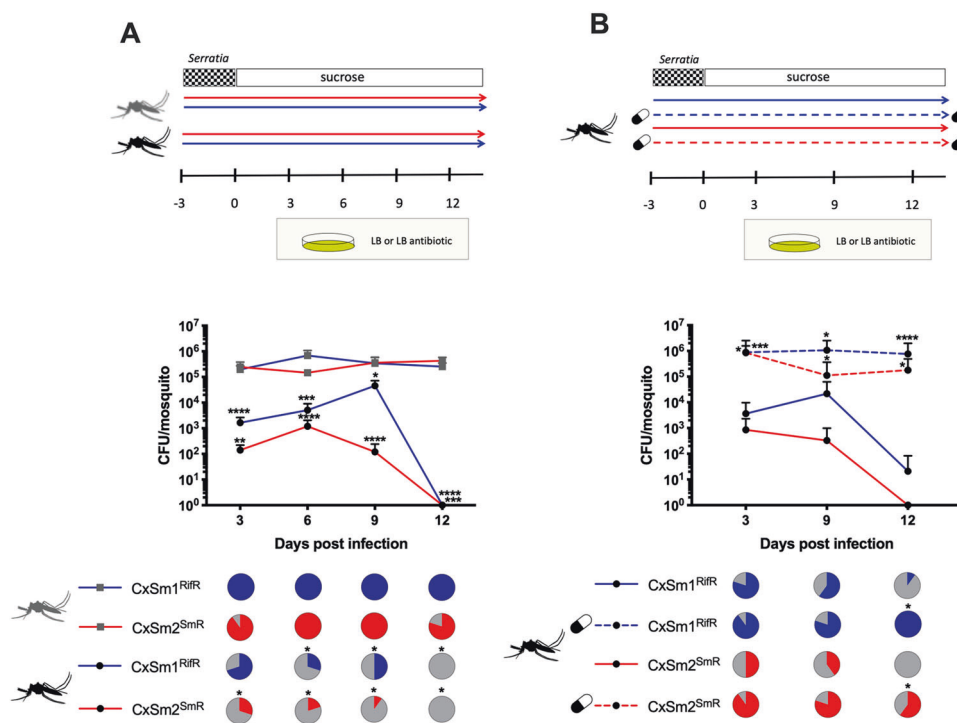 A
Serratia
sucrose
-3 0 3 6 9 12
LB or LB antibiotic
10^7
10^6
10^5
10^4
10^3
10^2
10^1
10^0
CFU/mosquito
**** *** * 
****
** ****
****
***
3 6 9 12
Days post infection
CxSm1^RifR
CxSm2^SmR
* * *
CxSm1^RifR
* * * *
CxSm2^SmR
B
Serratia
sucrose
-3 0 3 9 12
LB or LB antibiotic
10^7
10^6
10^5
10^4
10^3
10^2
10^1
10^0
CFU/mosquito
* *** * ****
* *
3 9 12
Days post infection
CxSm1^RifR
*
CxSm1^RifR
CxSm2^SmR
*
CxSm2^SmR